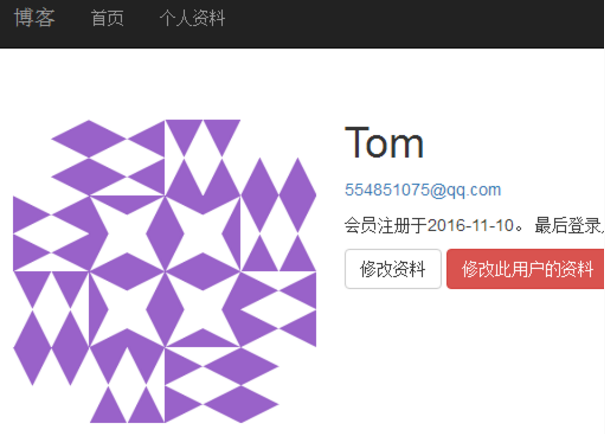 博客 首页 个人资料
Tom
554851075@qq.com
会员注册于2016-11-10。 最后登录
修改资料 修改此用户的资料